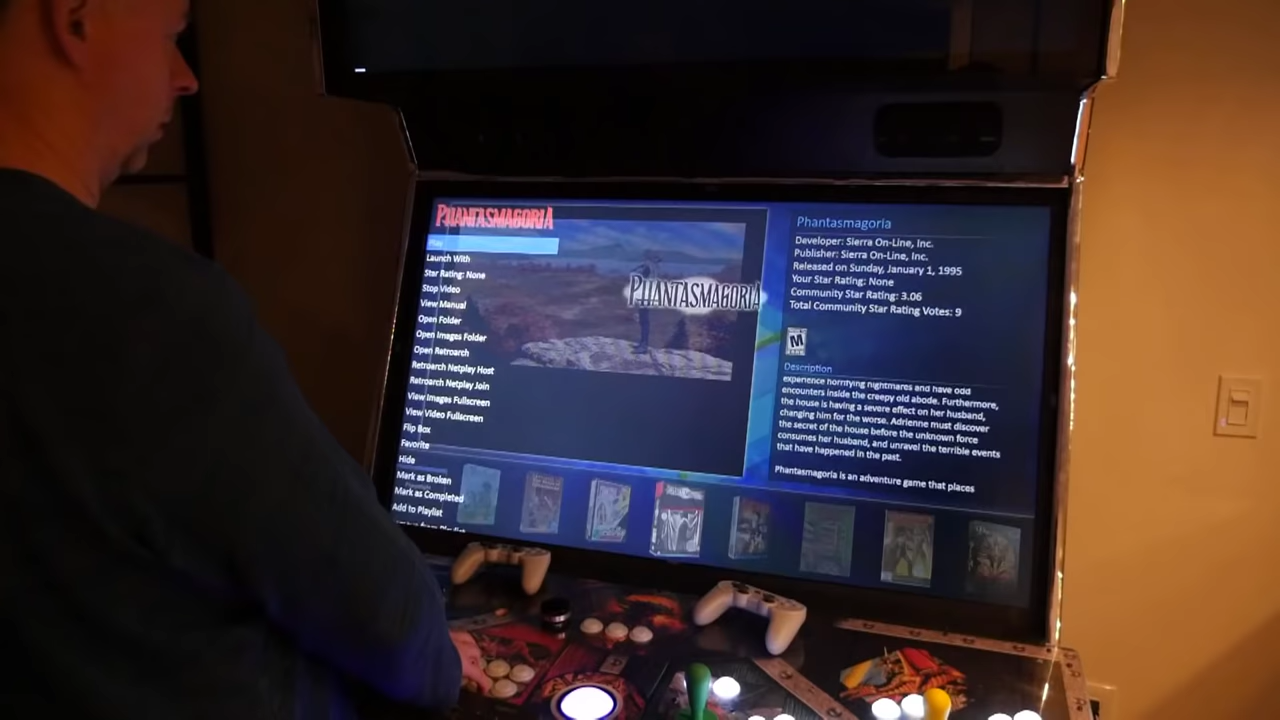 PHANTASMAGORIA
Play
Launch With
Star Rating: None
Stop Video
View Manual
Open Folder
Open Images Folder
Open Retroarch
Retroarch Netplay Host
Retroarch Netplay Join
View Images Fullscreen
View Video Fullscreen
Flip Box
Favorite
Hide
Mark as Broken
Mark as Completed
Add to Playlist
PHANTASMAGORIA
Phantasmagoria
Developer: Sierra On-Line, Inc.
Publisher: Sierra On-Line, Inc.
Released on Sunday, January 1, 1995
Your Star Rating: None
Community Star Rating: 3.06
Total Community Star Rating Votes: 9
M
Description
experience horrifying nightmares and have odd
encounters inside the creepy old abode. Furthermore,
the house is having a severe effect on her husband,
changing him for the worse. Adrienne must discover
the secret of the house before the unknown force
consumes her husband, and unravel the terrible events
that have happened in the past.
Phantasmagoria is an adventure game that places